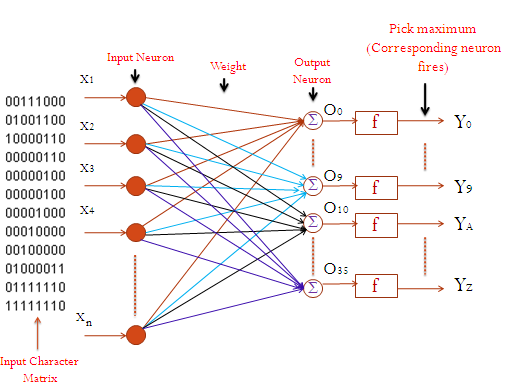 Pick maximum
(Corresponding neuron
fires)
Input Neuron
Weight
Output
Neuron
X1
X2
X3
X4
Xn
00111000
01001100
10000110
00000110
00000100
00000100
00001000
00010000
00100000
01000011
01111110
11111110
Σ O0 f Y0
Σ O9 f Y9
Σ O10 f YA
Σ O35 f YZ
Input Character
Matrix